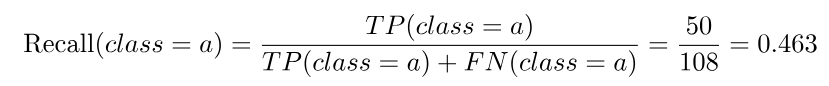 Recall(class = a) = TP(class = a) / TP(class = a) + FN(class = a) = 50 / 108 = 0.463